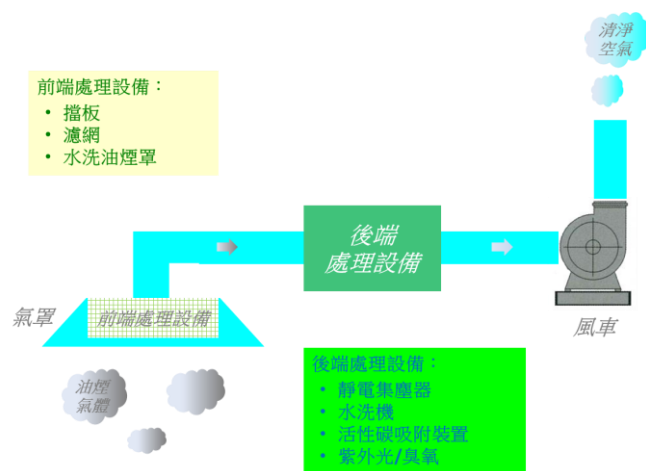 清淨
空氣
前端處理設備：
• 擋板
• 濾網
• 水洗油煙罩
後端
處理設備
氣罩
前端處理設備
風車
油煙
氣體
後端處理設備：
• 靜電集塵器
• 水洗機
• 活性碳吸附裝置
• 紫外光/臭氧